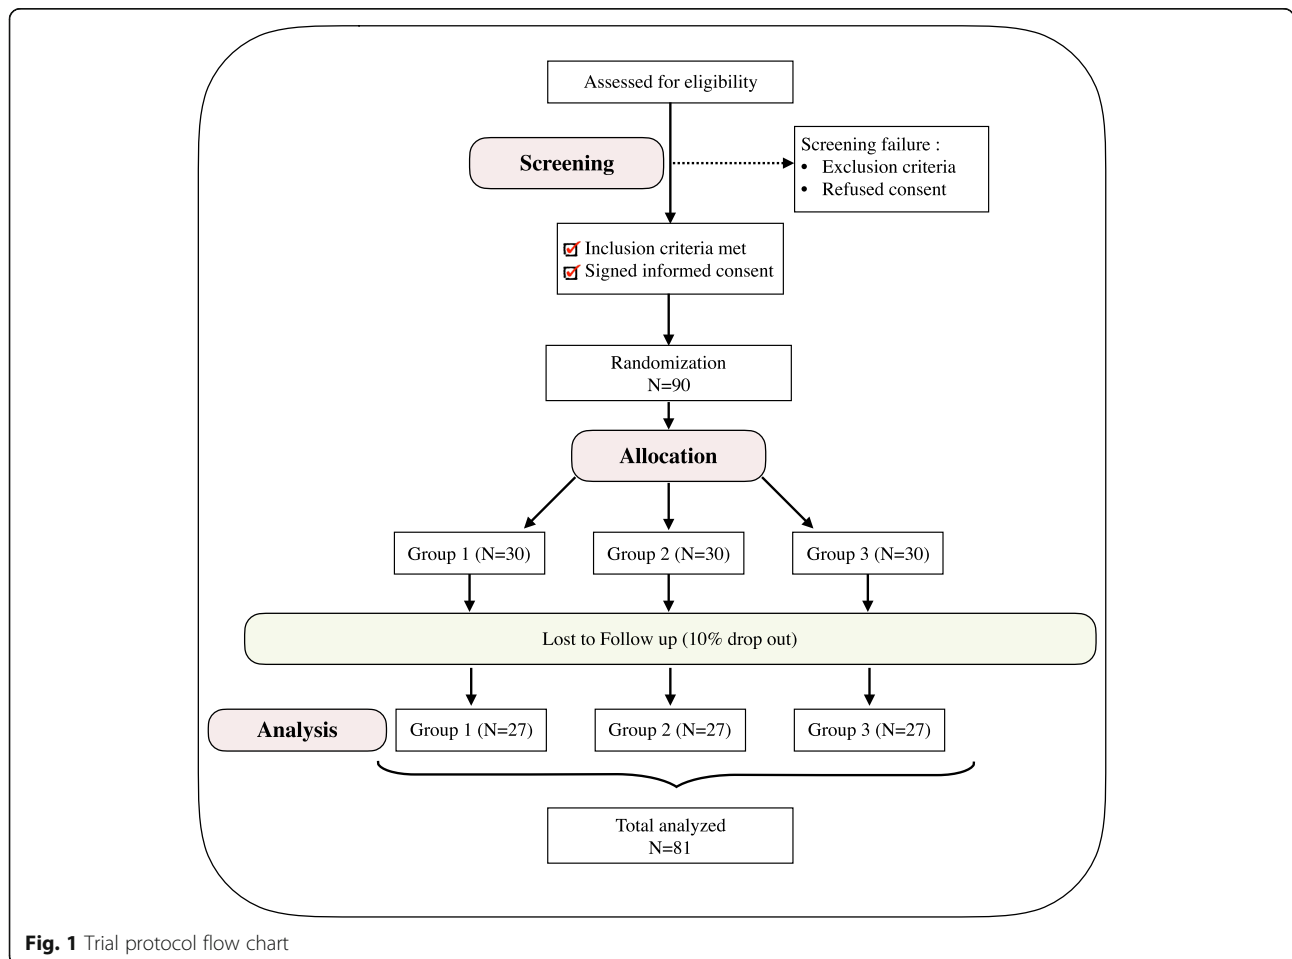 Assessed for eligibility
Screening
Screening failure :
• Exclusion criteria
• Refused consent
Inclusion criteria met
Signed informed consent
Randomization
N=90
Allocation
Group 1 (N=30)
Group 2 (N=30)
Group 3 (N=30)
Lost to Follow up (10% drop out)
Analysis
Group 1 (N=27)
Group 2 (N=27)
Group 3 (N=27)
Total analyzed
N=81
Fig. 1 Trial protocol flow chart